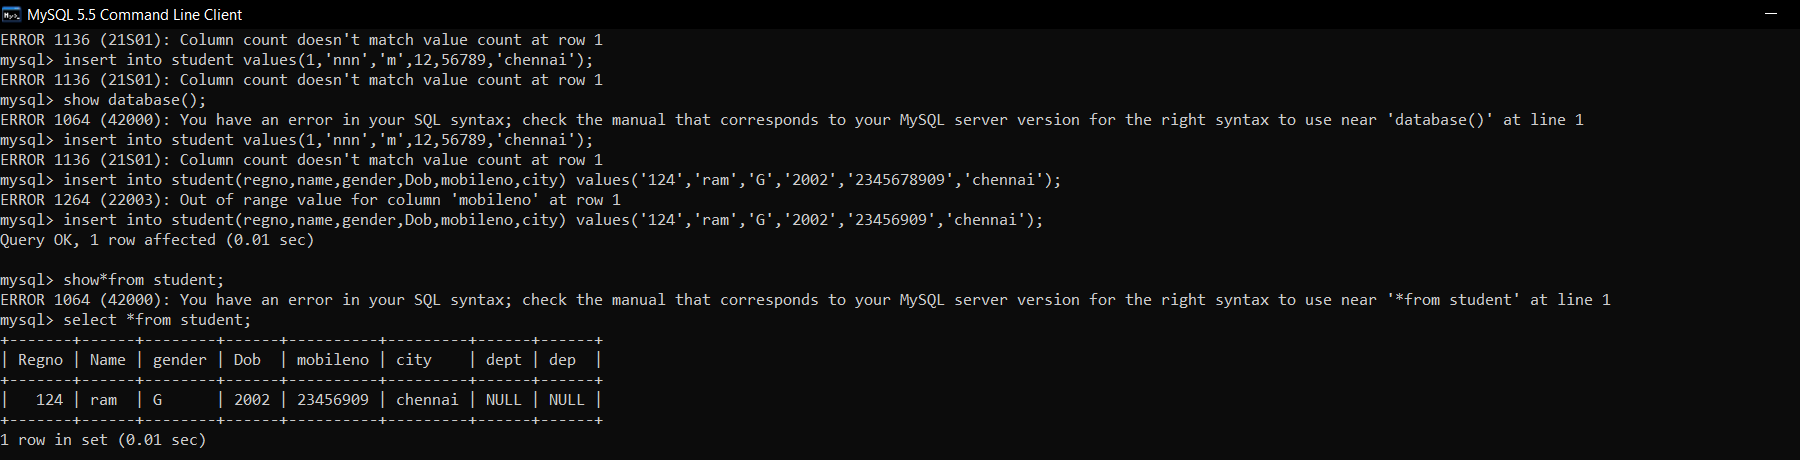 MySQL 5.5 Command Line Client
ERROR 1136 (21S01): Column count doesn't match value count at row 1
mysql> insert into student values(1,'nnn','m',12,56789,'chennai');
ERROR 1136 (21S01): Column count doesn't match value count at row 1
mysql> show database();
ERROR 1064 (42000): You have an error in your SQL syntax; check the manual that corresponds to your MySQL server version for the right syntax to use near 'database()' at line 1
mysql> insert into student values(1,'nnn','m',12,56789,'chennai');
ERROR 1136 (21S01): Column count doesn't match value count at row 1
mysql> insert into student(regno,name,gender,Dob,mobileno,city) values('124','ram','G','2002','2345678909','chennai');
ERROR 1264 (22003): Out of range value for column 'mobileno' at row 1
mysql> insert into student(regno,name,gender,Dob,mobileno,city) values('124','ram','G','2002','23456909','chennai');
Query OK, 1 row affected (0.01 sec)

mysql> show*from student;
ERROR 1064 (42000): You have an error in your SQL syntax; check the manual that corresponds to your MySQL server version for the right syntax to use near '*from student' at line 1
mysql> select *from student;
+-------+------+--------+------+----------+---------+------+------+
| Regno | Name | gender | Dob  | mobileno | city    | dept | dep  |
+-------+------+--------+------+----------+---------+------+------+
|   124 | ram  | G      | 2002 | 23456909 | chennai | NULL | NULL |
+-------+------+--------+------+----------+---------+------+------+
1 row in set (0.01 sec)